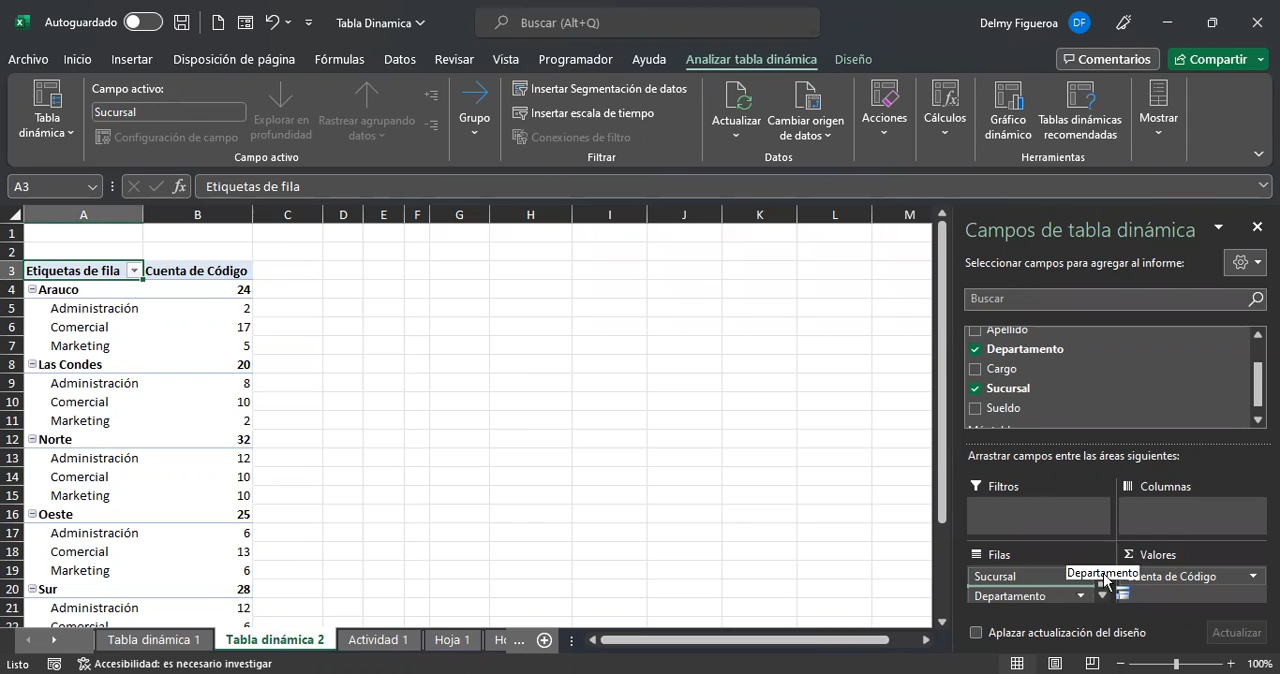 Autoguardado
Tabla Dinamica
Buscar (Alt+Q)
Delmy Figueroa
DF
Archivo Inicio Insertar Disposición de página Fórmulas Datos Revisar Vista Programador Ayuda Analizar tabla dinámica Diseño
Comentarios
Compartir
Tabla dinámica
Campo activo:
Sucursal
Configuración de campo
Explorar en profundidad
Rastrear agrupando datos
Campo activo
Grupo
Insertar Segmentación de datos
Insertar escala de tiempo
Conexiones de filtro
Filtrar
Actualizar
Cambiar origen de datos
Datos
Acciones
Cálculos
Gráfico dinámico
Tablas dinámicas recomendadas
Herramientas
Mostrar
A3
fx
Etiquetas de fila
A B C D E F G H I J K L M
1
2
3 Etiquetas de fila Cuenta de Código
4 Arauco 24
5 Administración 2
6 Comercial 17
7 Marketing 5
8 Las Condes 20
9 Administración 8
10 Comercial 10
11 Marketing 2
12 Norte 32
13 Administración 12
14 Comercial 10
15 Marketing 10
16 Oeste 25
17 Administración 6
18 Comercial 13
19 Marketing 6
20 Sur 28
21 Administración 12
22 Comercial 6
Campos de tabla dinámica
Seleccionar campos para agregar al informe:
Buscar
Apellido
Departamento
Cargo
Sucursal
Sueldo
Arrastrar campos entre las áreas siguientes:
Filtros
Columnas
Filas
Valores
Sucursal
Departamento
Departamento
uenta de Código
Aplazar actualización del diseño
Actualizar
Tabla dinámica 1 Tabla dinámica 2 Actividad 1 Hoja 1 Ho ...
Listo
Accesibilidad: es necesario investigar
100%